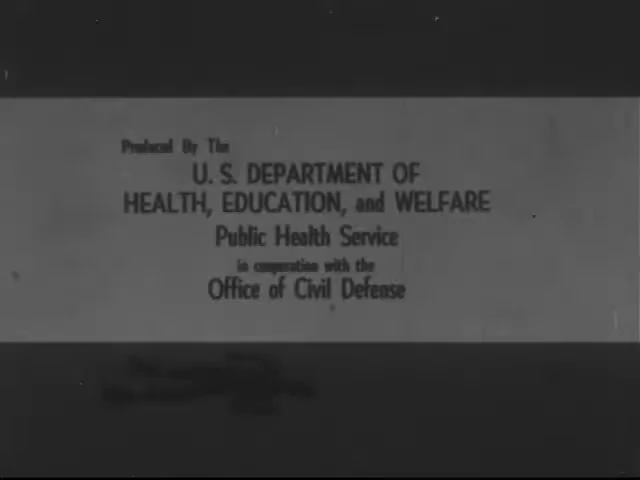 Produced By The
U. S. DEPARTMENT OF
HEALTH, EDUCATION, and WELFARE
Public Health Service
in cooperation with the
Office of Civil Defense